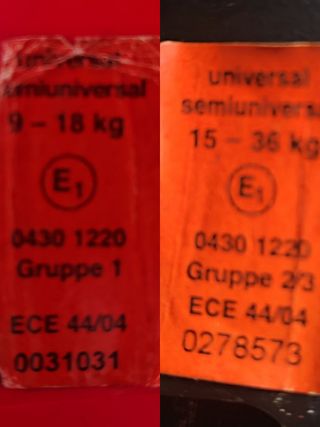 universal
semiuniversal
9 – 18 kg
E1
0430 1220
Gruppe 1
ECE 44/04
0031031
universal
semiuniversal
15 – 36 kg
E1
0430 1220
Gruppe 2/3
ECE 44/04
0278573